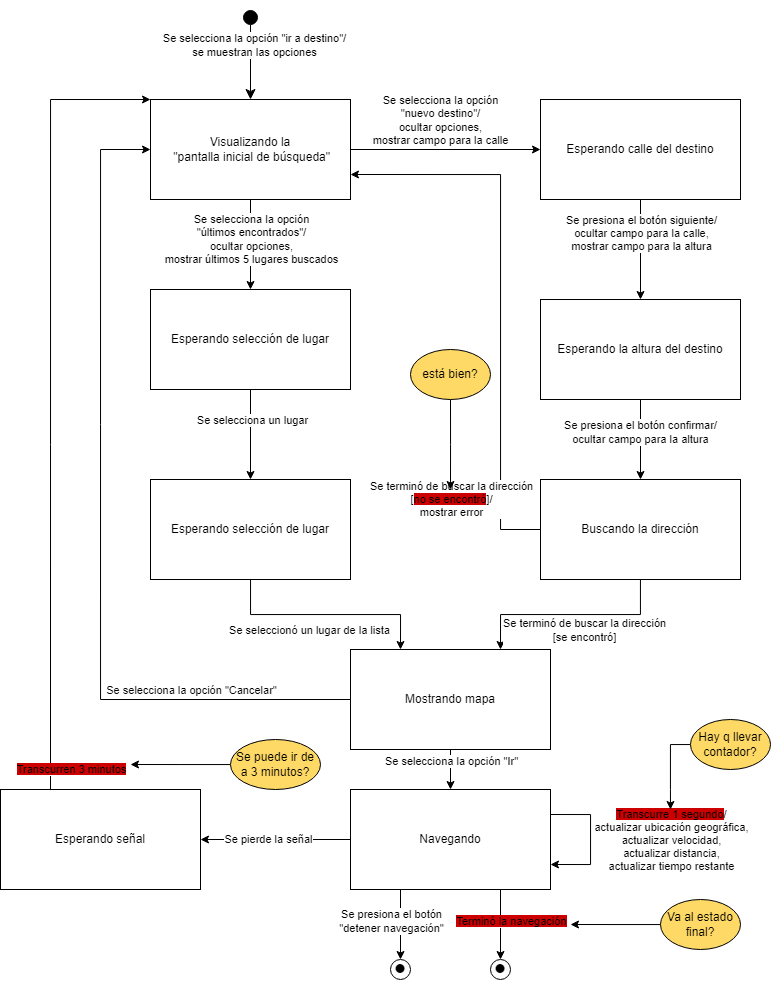 Se selecciona la opción "ir a destino"/
se muestran las opciones
Visualizando la
"pantalla inicial de búsqueda"
Se selecciona la opción
"nuevo destino"/
ocultar opciones,
mostrar campo para la calle
Esperando calle del destino
Se selecciona la opción
"últimos encontrados"/
ocultar opciones,
mostrar últimos 5 lugares buscados
Se presiona el botón siguiente/
ocultar campo para la calle,
mostrar campo para la altura
Esperando selección de lugar
Esperando la altura del destino
está bien?
Se selecciona un lugar
Se presiona el botón confirmar/
ocultar campo para la altura
Se terminó de buscar la dirección
[no se encontró]/
mostrar error
Esperando selección de lugar
Buscando la dirección
Se seleccionó un lugar de la lista
Se terminó de buscar la dirección
[se encontró]
Se selecciona la opción "Cancelar"
Mostrando mapa
Se selecciona la opción "Ir"
Transcurren 3 minutos
Se puede ir de
a 3 minutos?
Hay q llevar
contador?
Esperando señal
Se pierde la señal
Navegando
Transcurre 1 segundo/
actualizar ubicación geográfica,
actualizar velocidad,
actualizar distancia,
actualizar tiempo restante
Se presiona el botón
"detener navegación"
Terminó la navegación
Va al estado
final?